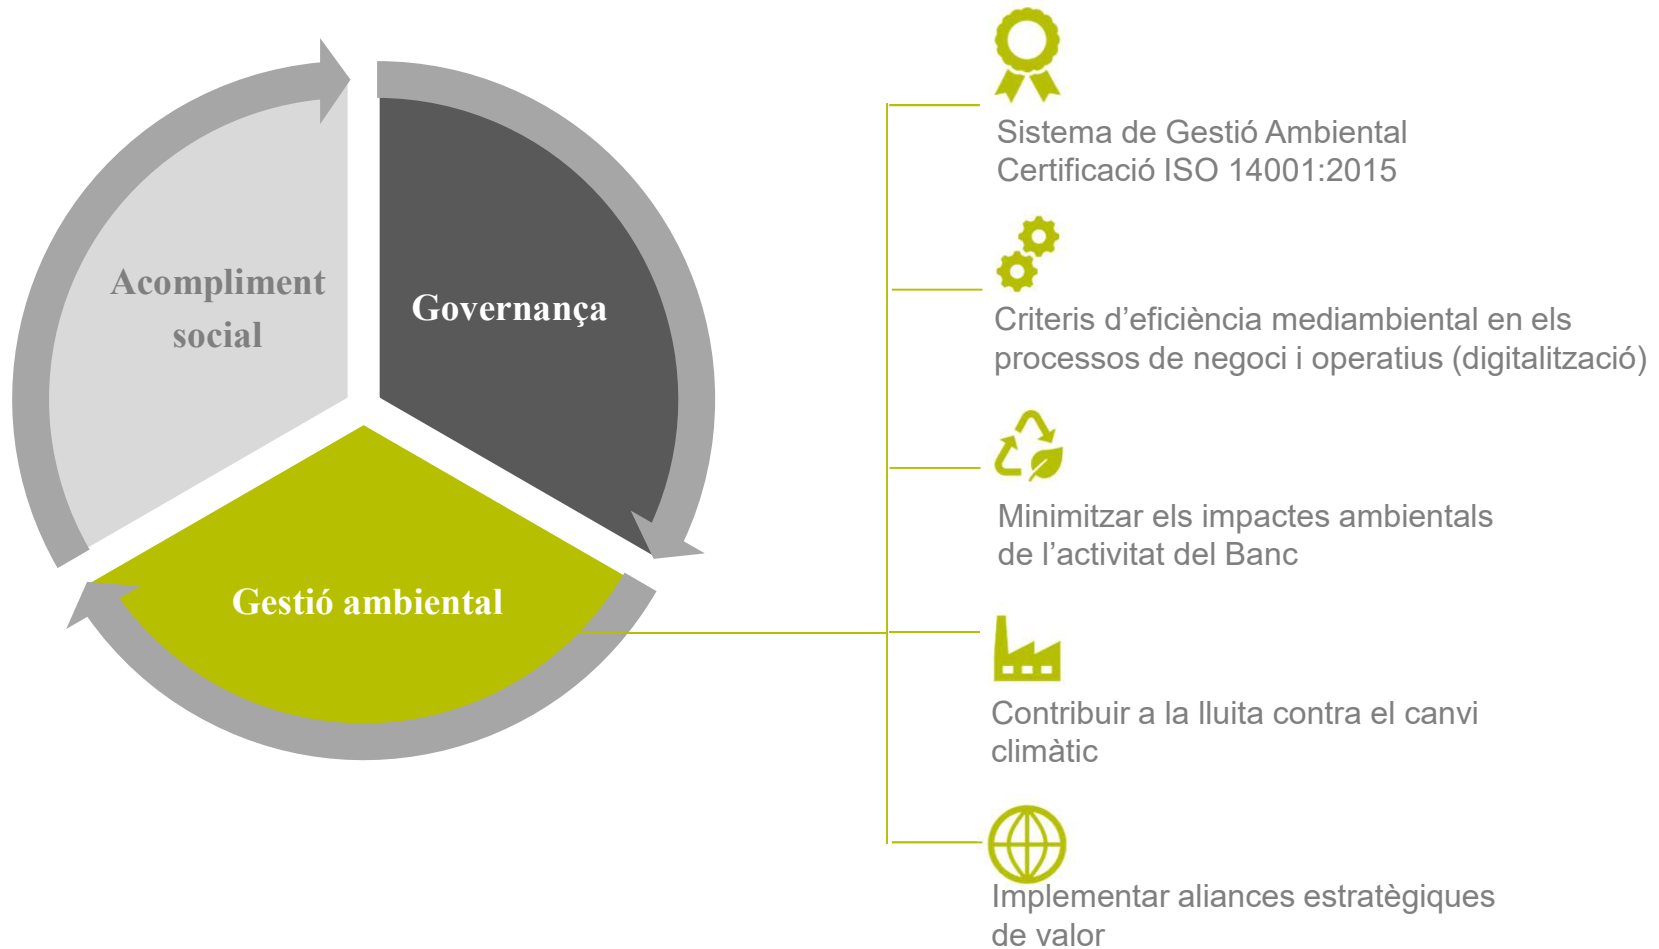 Acompliment
social
Governança
Gestió ambiental
Sistema de Gestió Ambiental
Certificació ISO 14001:2015
Criteris d’eficiència mediambiental en els
processos de negoci i operatius (digitalització)
Minimitzar els impactes ambientals
de l’activitat del Banc
Contribuir a la lluita contra el canvi
climàtic
Implementar aliances estratègiques
de valor